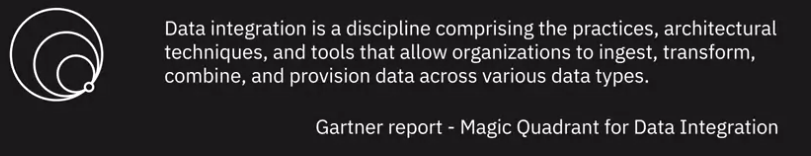 Data integration is a discipline comprising the practices, architectural
techniques, and tools that allow organizations to ingest, transform,
combine, and provision data across various data types.
Gartner report - Magic Quadrant for Data Integration